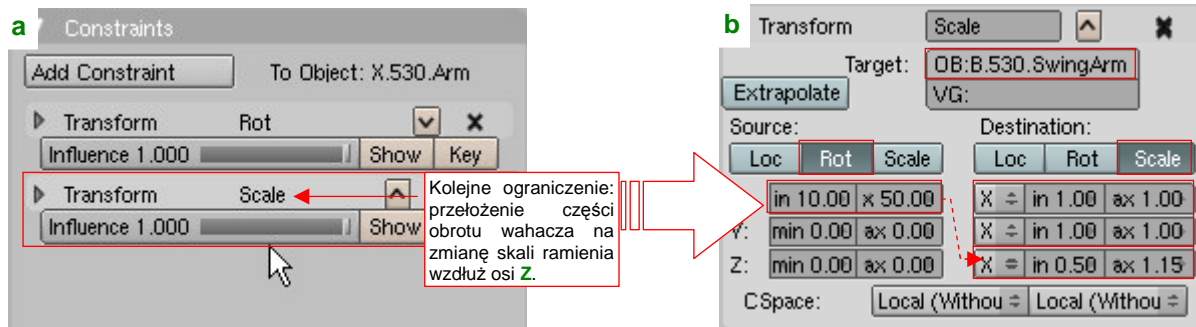 a Constraints
Add Constraint To Object: X.530.Arm
Transform Rot
Influence 1.000 Show Key
Transform Scale
Influence 1.000 Show
Kolejne ograniczenie:
przełożenie części
obrotu wahacza na
zmianę skali ramienia
wzdłuż osi Z.
b Transform Scale
Target: OB:B.530.SwingArm
Extrapolate VG:
Source: Destination:
Loc Rot Scale Loc Rot Scale
in 10.00 x 50.00 X in 1.00 ax 1.00
Y: min 0.00 ax 0.00 X in 1.00 ax 1.00
Z: min 0.00 ax 0.00 X in 0.50 ax 1.15
CSpace: Local (Withou Local (Withou